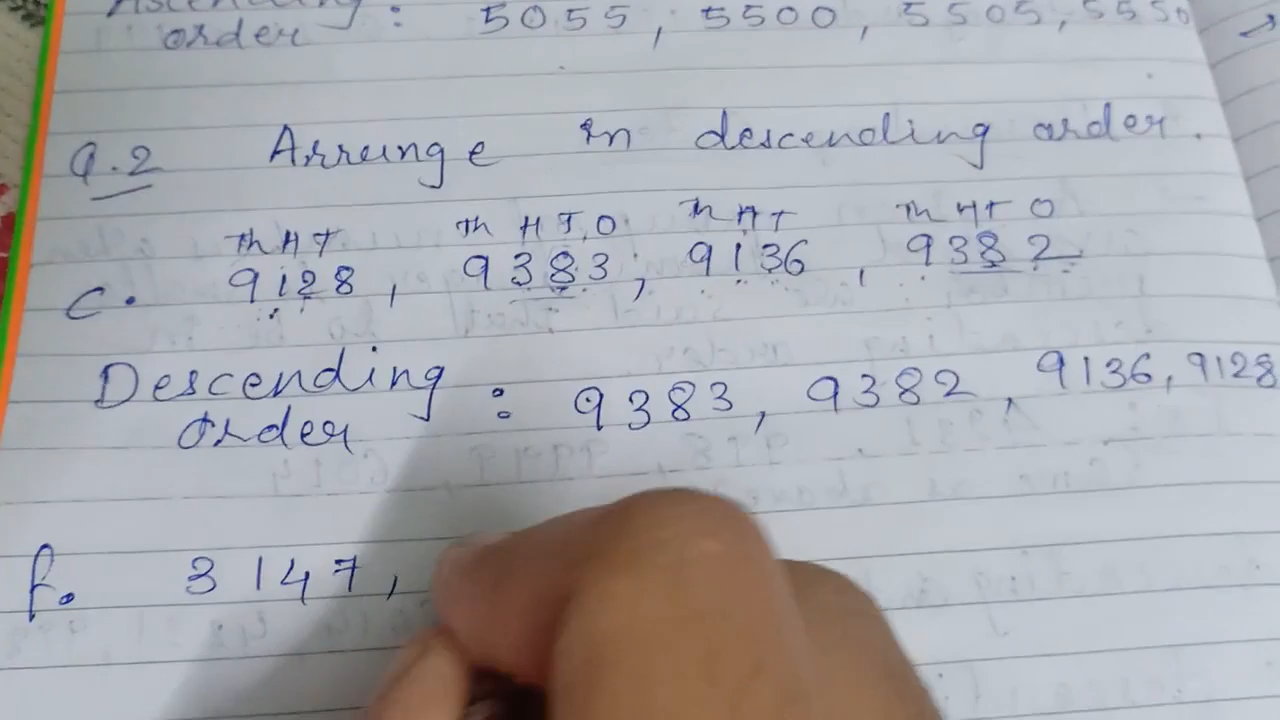 Ascending : 5055, 5500, 5505, 5550
order
Q.2 Arrange in descending order.
Th H T Th H T O Th H T Th H T O
c. 9128, 9383, 9136, 9382
Descending : 9383, 9382, 9136, 9128
order
f. 3147,